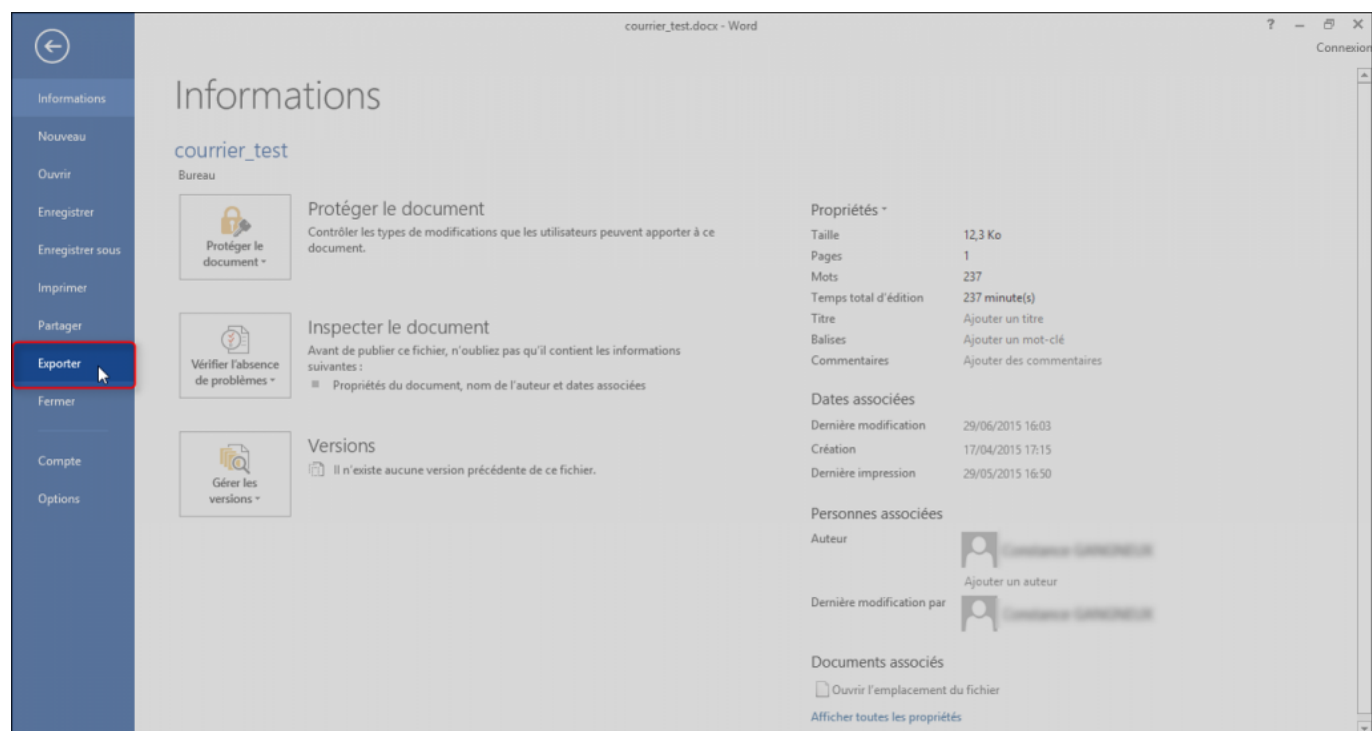 courrier_test.docx - Word
?
Connexion
Informations
Nouveau
Ouvrir
Enregistrer
Enregistrer sous
Imprimer
Partager
Exporter
Fermer
Compte
Options
Informations
courrier_test
Bureau
Protéger le
document
Protéger le document
Contrôler les types de modifications que les utilisateurs peuvent apporter à ce
document.
Vérifier l'absence
de problèmes
Inspecter le document
Avant de publier ce fichier, n'oubliez pas qu'il contient les informations
suivantes :
Propriétés du document, nom de l'auteur et dates associées
Gérer les
versions
Versions
Il n'existe aucune version précédente de ce fichier.
Propriétés
Taille 12,3 Ko
Pages 1
Mots 237
Temps total d'édition 237 minute(s)
Titre Ajouter un titre
Balises Ajouter un mot-clé
Commentaires Ajouter des commentaires
Dates associées
Dernière modification 29/06/2015 16:03
Création 17/04/2015 17:15
Dernière impression 29/05/2015 16:50
Personnes associées
Auteur
Ajouter un auteur
Dernière modification par
Documents associés
Ouvrir l'emplacement du fichier
Afficher toutes les propriétés